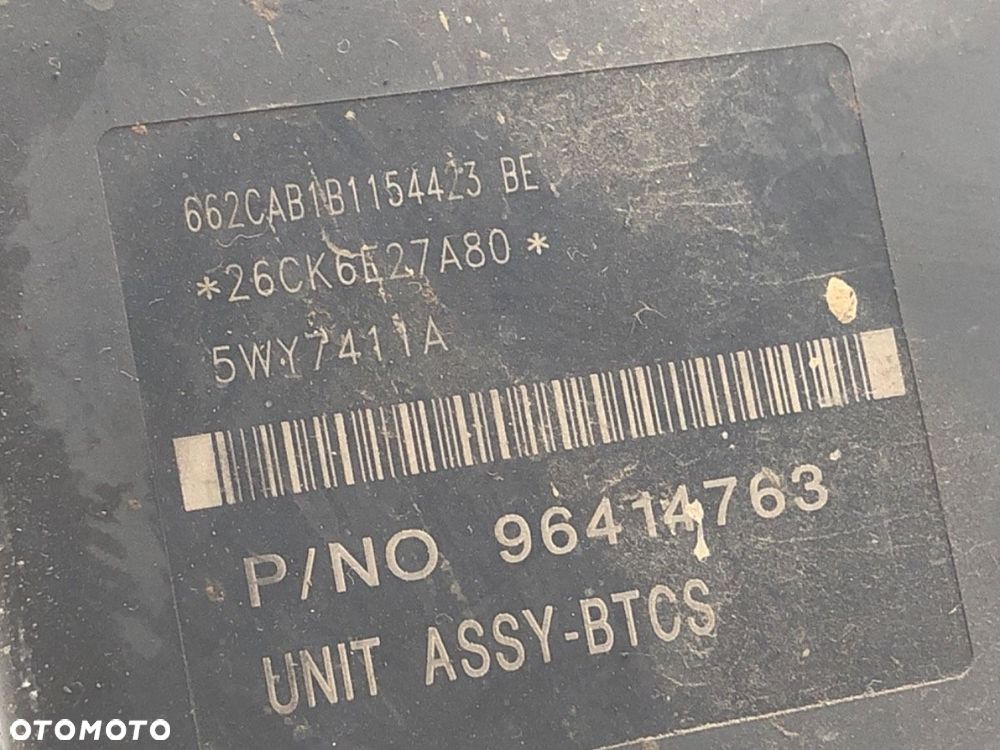 662CAB1B1154423 BE
*26CK6E27A80*
5WY7411A
P/NO 96414763
UNIT ASSY-BTCS
OTOMOTO